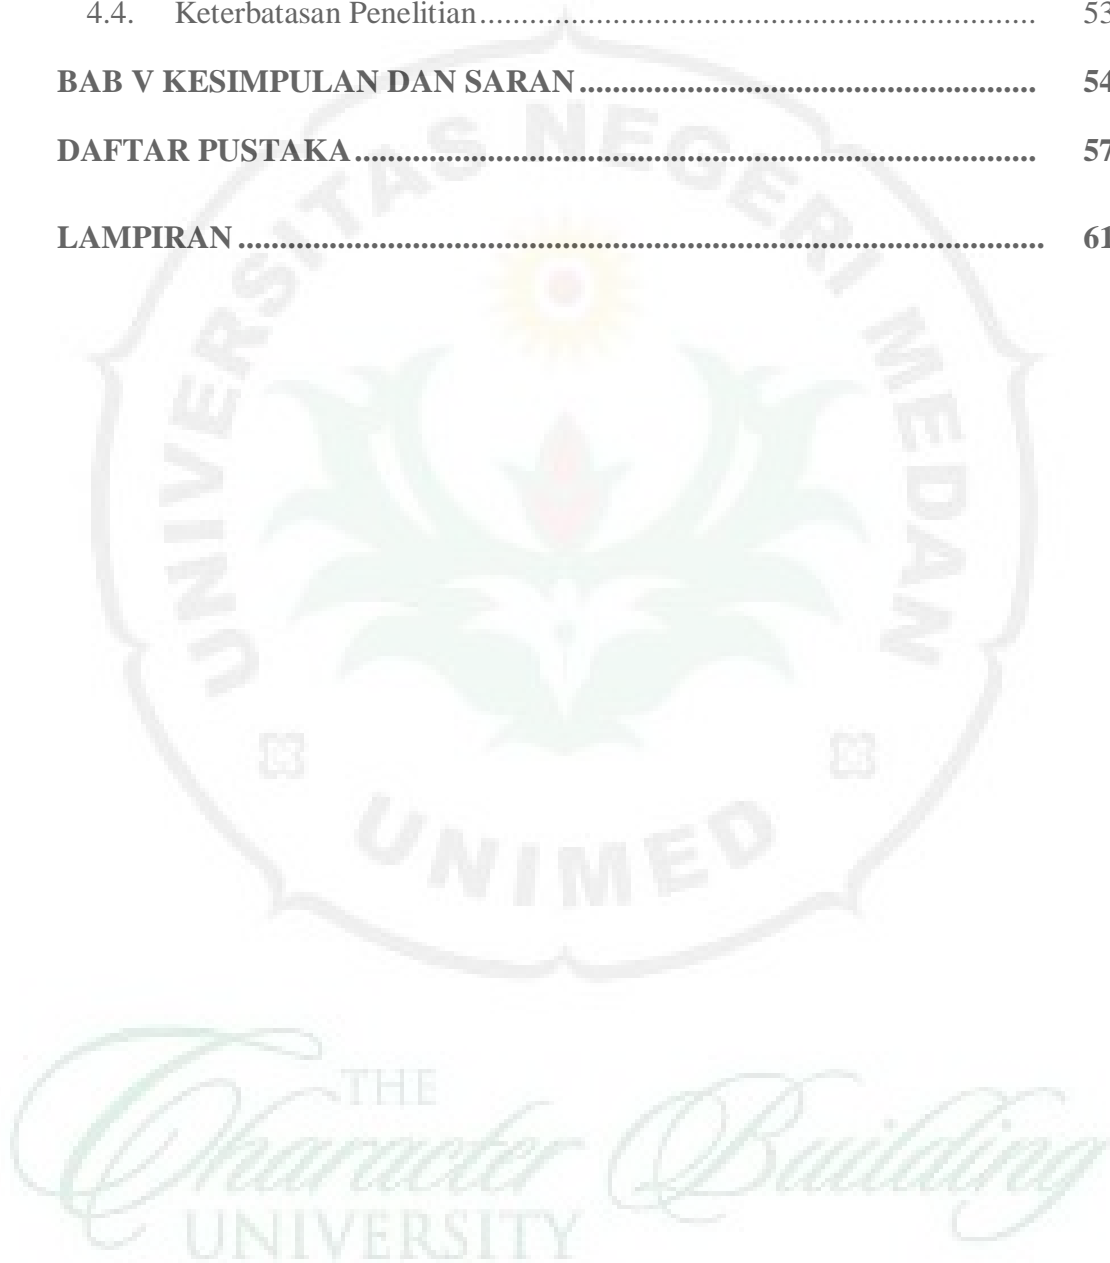 4.4. Keterbatasan Penelitian.................................................................................. 53
BAB V KESIMPULAN DAN SARAN.................................................... 54
DAFTAR PUSTAKA.................................................................................... 57
LAMPIRAN.................................................................................................. 61
UNIVERSITAS NEGERI MEDAN
UNIMED
THE
Character Building
UNIVERSITY